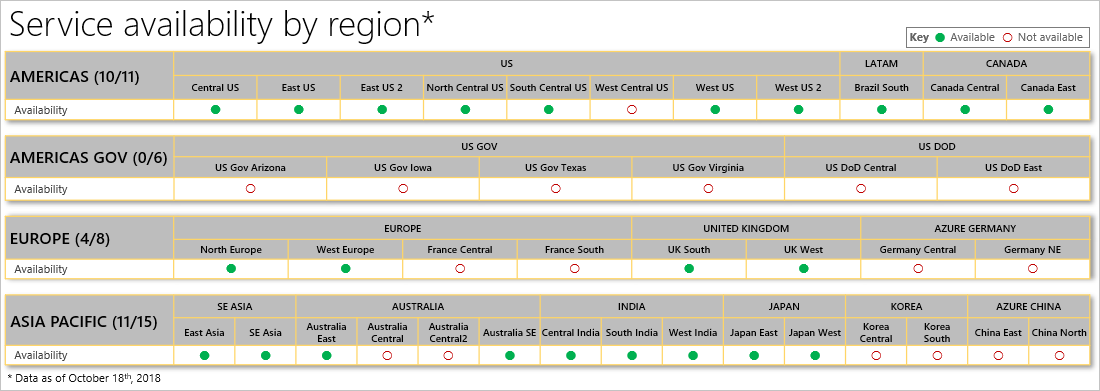 Service availability by region*
Key Available Not available
AMERICAS (10/11) US LATAM CANADA
Central US East US East US 2 North Central US South Central US West Central US West US West US 2 Brazil South Canada Central Canada East
Availability
AMERICAS GOV (0/6) US GOV US DOD
US Gov Arizona US Gov Iowa US Gov Texas US Gov Virginia US DoD Central US DoD East
Availability
EUROPE (4/8) EUROPE UNITED KINGDOM AZURE GERMANY
North Europe West Europe France Central France South UK South UK West Germany Central Germany NE
Availability
ASIA PACIFIC (11/15) SE ASIA AUSTRALIA INDIA JAPAN KOREA AZURE CHINA
East Asia SE Asia Australia East Australia Central Australia Central2 Australia SE Central India South India West India Japan East Japan West Korea Central Korea South China East China North
Availability
* Data as of October 18th, 2018